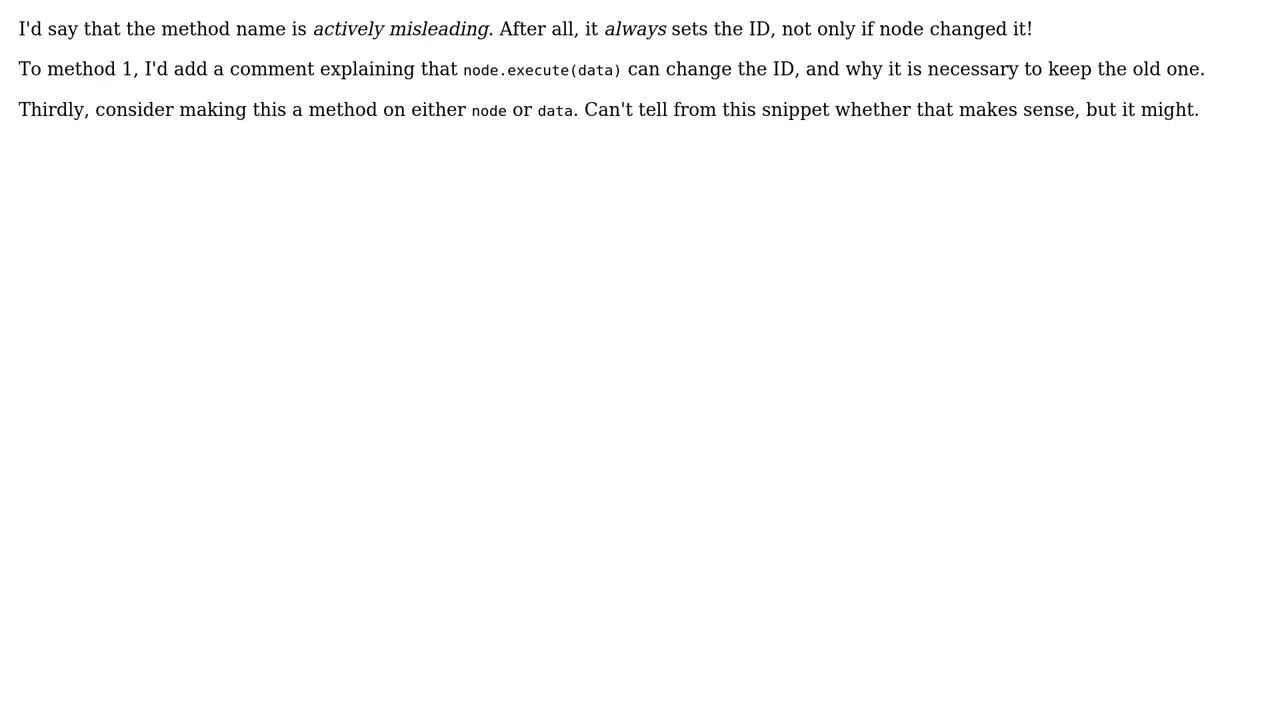 I'd say that the method name is actively misleading. After all, it always sets the ID, not only if node changed it!
To method 1, I'd add a comment explaining that node.execute(data) can change the ID, and why it is necessary to keep the old one.
Thirdly, consider making this a method on either node or data. Can't tell from this snippet whether that makes sense, but it might.